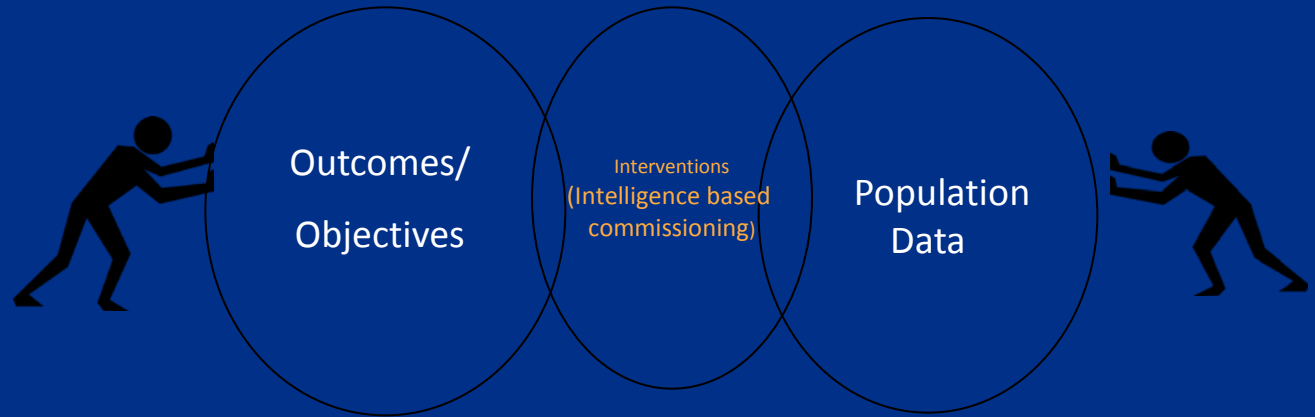 Outcomes/
Objectives
Interventions
(Intelligence based
commissioning)
Population
Data